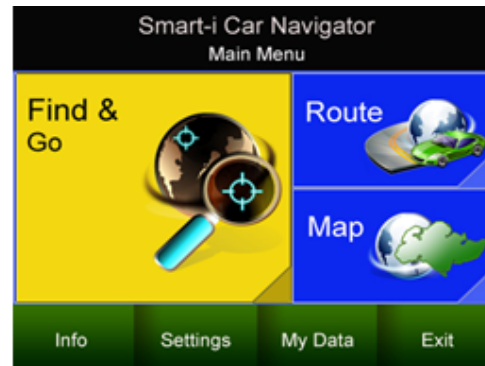 Smart-i Car Navigator
Main Menu
Find &
Go
Route
Map
Info
Settings
My Data
Exit